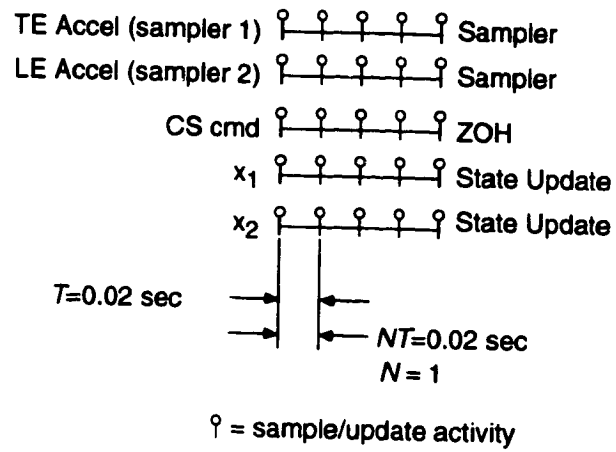 TE Accel (sampler 1) Sampler
LE Accel (sampler 2) Sampler
CS cmd ZOH
x₁ State Update
x₂ State Update
T=0.02 sec
NT=0.02 sec
N = 1
= sample/update activity